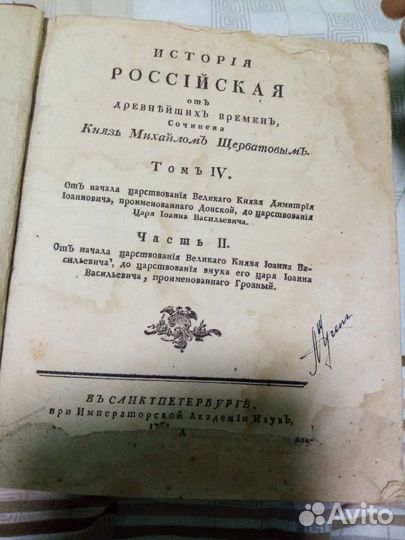 ИСТОРІЯ
РОССІЙСКАЯ
отъ
ДРЕВНѢЙШИХЪ ВРЕМЕНЪ,
Сочинена
Князь Михайломъ Щербатовымъ.
Томъ IV.
Отъ начала царствованія Великаго Князя Димитрія
Іоанновича, проименованнаго Донской, до царствованія
Царя Іоанна Васильевича.
Часть II.
Отъ начала царствованія Великаго Князя Іоанна Ва-
сильевича, до царствованія внука его царя Іоанна
Васильевича, проименованнаго Грозный.
ВЪ САНКТПЕТЕРБУРГѢ,
при Императорской Академіи Наукъ,
А
Avito